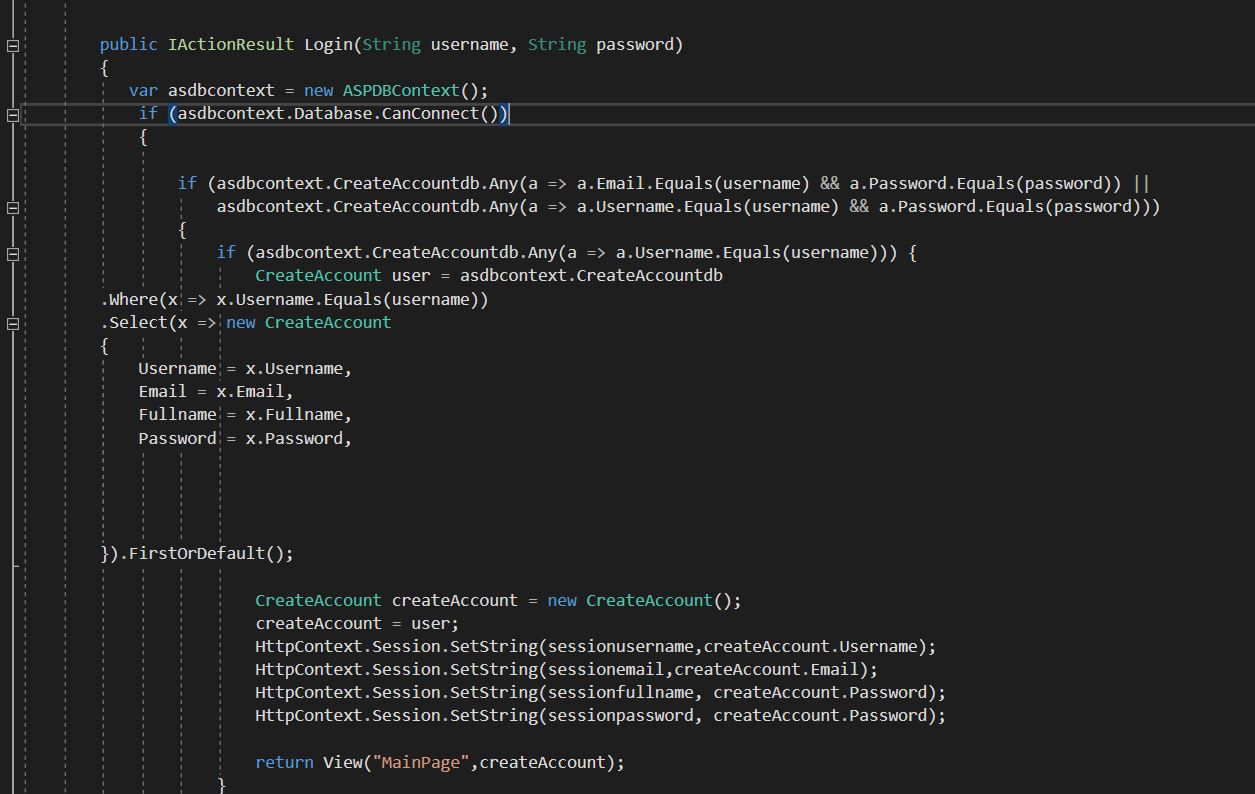 public IActionResult Login(String username, String password)
{
var asdbcontext = new ASPDBContext();
if (asdbcontext.Database.CanConnect())
{
if (asdbcontext.CreateAccountdb.Any(a => a.Email.Equals(username) && a.Password.Equals(password)) ||
asdbcontext.CreateAccountdb.Any(a => a.Username.Equals(username) && a.Password.Equals(password)))
{
if (asdbcontext.CreateAccountdb.Any(a => a.Username.Equals(username))) {
CreateAccount user = asdbcontext.CreateAccountdb
.Where(x => x.Username.Equals(username))
.Select(x => new CreateAccount
{
Username = x.Username,
Email = x.Email,
Fullname = x.Fullname,
Password = x.Password,
}).FirstOrDefault();
CreateAccount createAccount = new CreateAccount();
createAccount = user;
HttpContext.Session.SetString(sessionusername,createAccount.Username);
HttpContext.Session.SetString(sessionemail,createAccount.Email);
HttpContext.Session.SetString(sessionfullname, createAccount.Password);
HttpContext.Session.SetString(sessionpassword, createAccount.Password);
return View("MainPage",createAccount);
}